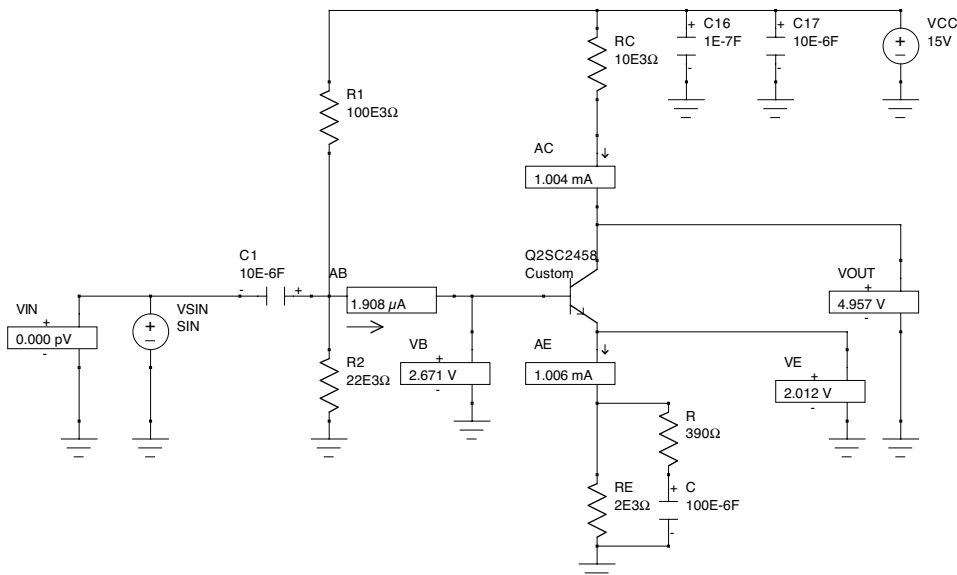 C16
1E-7F
+
-
C17
10E-6F
+
-
VCC
15V
+
−
RC
10E3Ω
R1
100E3Ω
AC
↓
1.004 mA
Q2SC2458
Custom
C1
10E-6F
-
+
AB
1.908 µA
VOUT
+
4.957 V
-
VIN
+
0.000 pV
-
VSIN
SIN
+
−
R2
22E3Ω
VB
+
2.671 V
-
AE
↓
1.006 mA
VE
+
2.012 V
-
R
390Ω
RE
2E3Ω
+
C
100E-6F
-